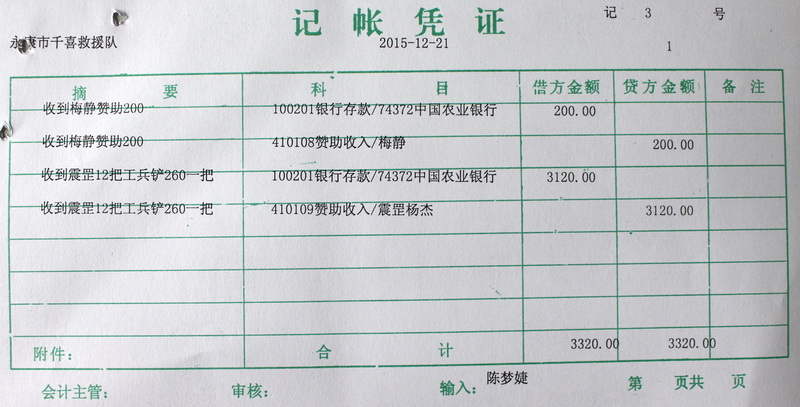 记帐凭证
记 3 号
永康市千喜救援队 2015-12-21 1
摘要 科目 借方金额 贷方金额 备注
收到梅静赞助200 100201银行存款/74372中国农业银行 200.00
收到梅静赞助200 410108赞助收入/梅静 200.00
收到震罡12把工兵铲260一把 100201银行存款/74372中国农业银行 3120.00
收到震罡12把工兵铲260一把 410109赞助收入/震罡杨杰 3120.00
附件: 合计 3320.00 3320.00
会计主管: 审核: 输入: 陈梦婕 第 页共 页